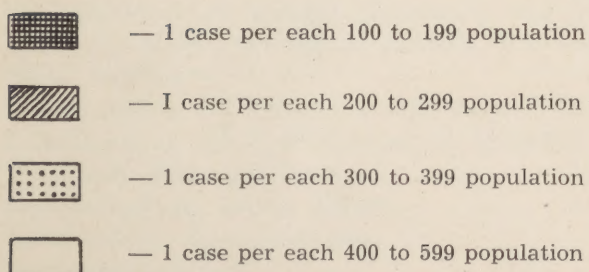 — 1 case per each 100 to 199 population
— I case per each 200 to 299 population
— 1 case per each 300 to 399 population
— 1 case per each 400 to 599 population